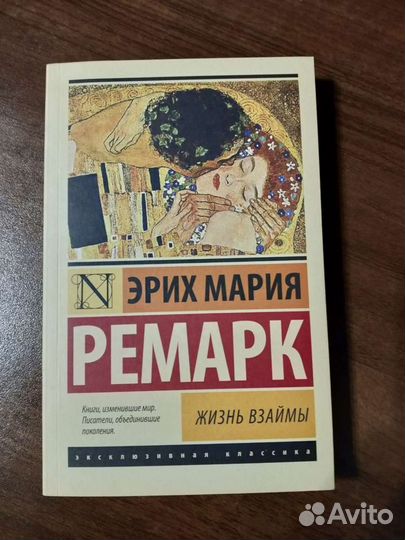 N
ЭРИХ МАРИЯ
РЕМАРК
Книги, изменившие мир.
Писатели, объединившие
поколения.
ЖИЗНЬ ВЗАЙМЫ
эксклюзивная классика
Avito